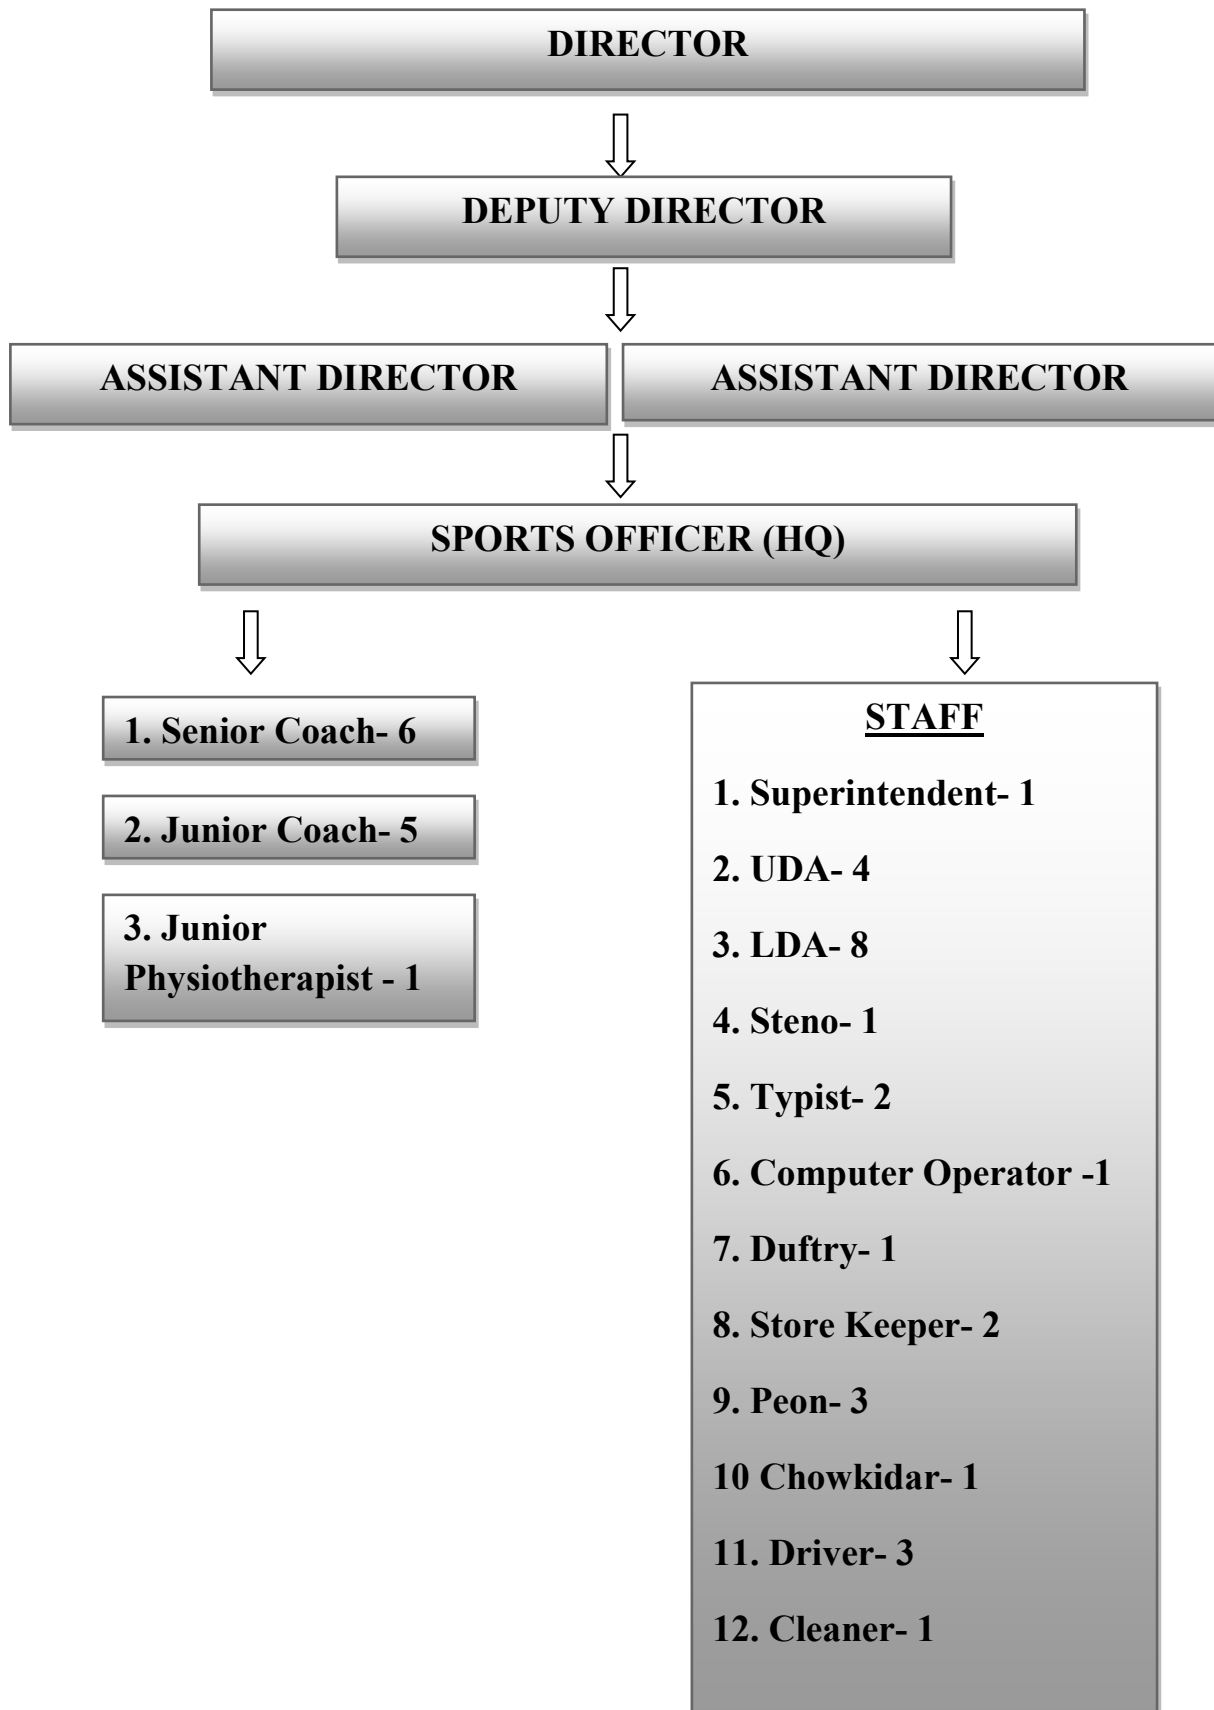 DIRECTOR
DEPUTY DIRECTOR
ASSISTANT DIRECTOR
ASSISTANT DIRECTOR
SPORTS OFFICER (HQ)
1. Senior Coach- 6
2. Junior Coach- 5
3. Junior
Physiotherapist - 1
STAFF
1. Superintendent- 1
2. UDA- 4
3. LDA- 8
4. Steno- 1
5. Typist- 2
6. Computer Operator -1
7. Duftry- 1
8. Store Keeper- 2
9. Peon- 3
10 Chowkidar- 1
11. Driver- 3
12. Cleaner- 1